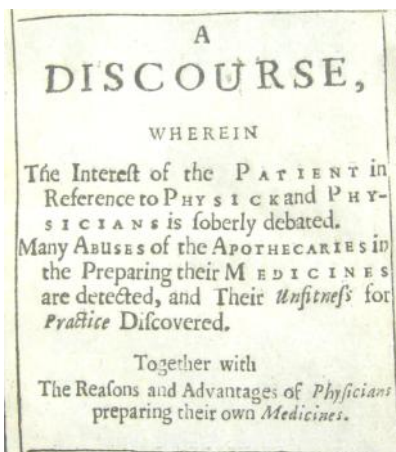 A
DISCOURSE,
WHEREIN
The Intereſt of the PATIENT in
Reference to PHYSICK and PHY-
SICIANS is ſoberly debated.
Many ABUSES of the APOTHECARIES in
the Preparing their MEDICINES
are detected, and Their Unfitneſs for
Practice Diſcovered.
Together with
The Reaſons and Advantages of Phyſicians
preparing their own Medicines.